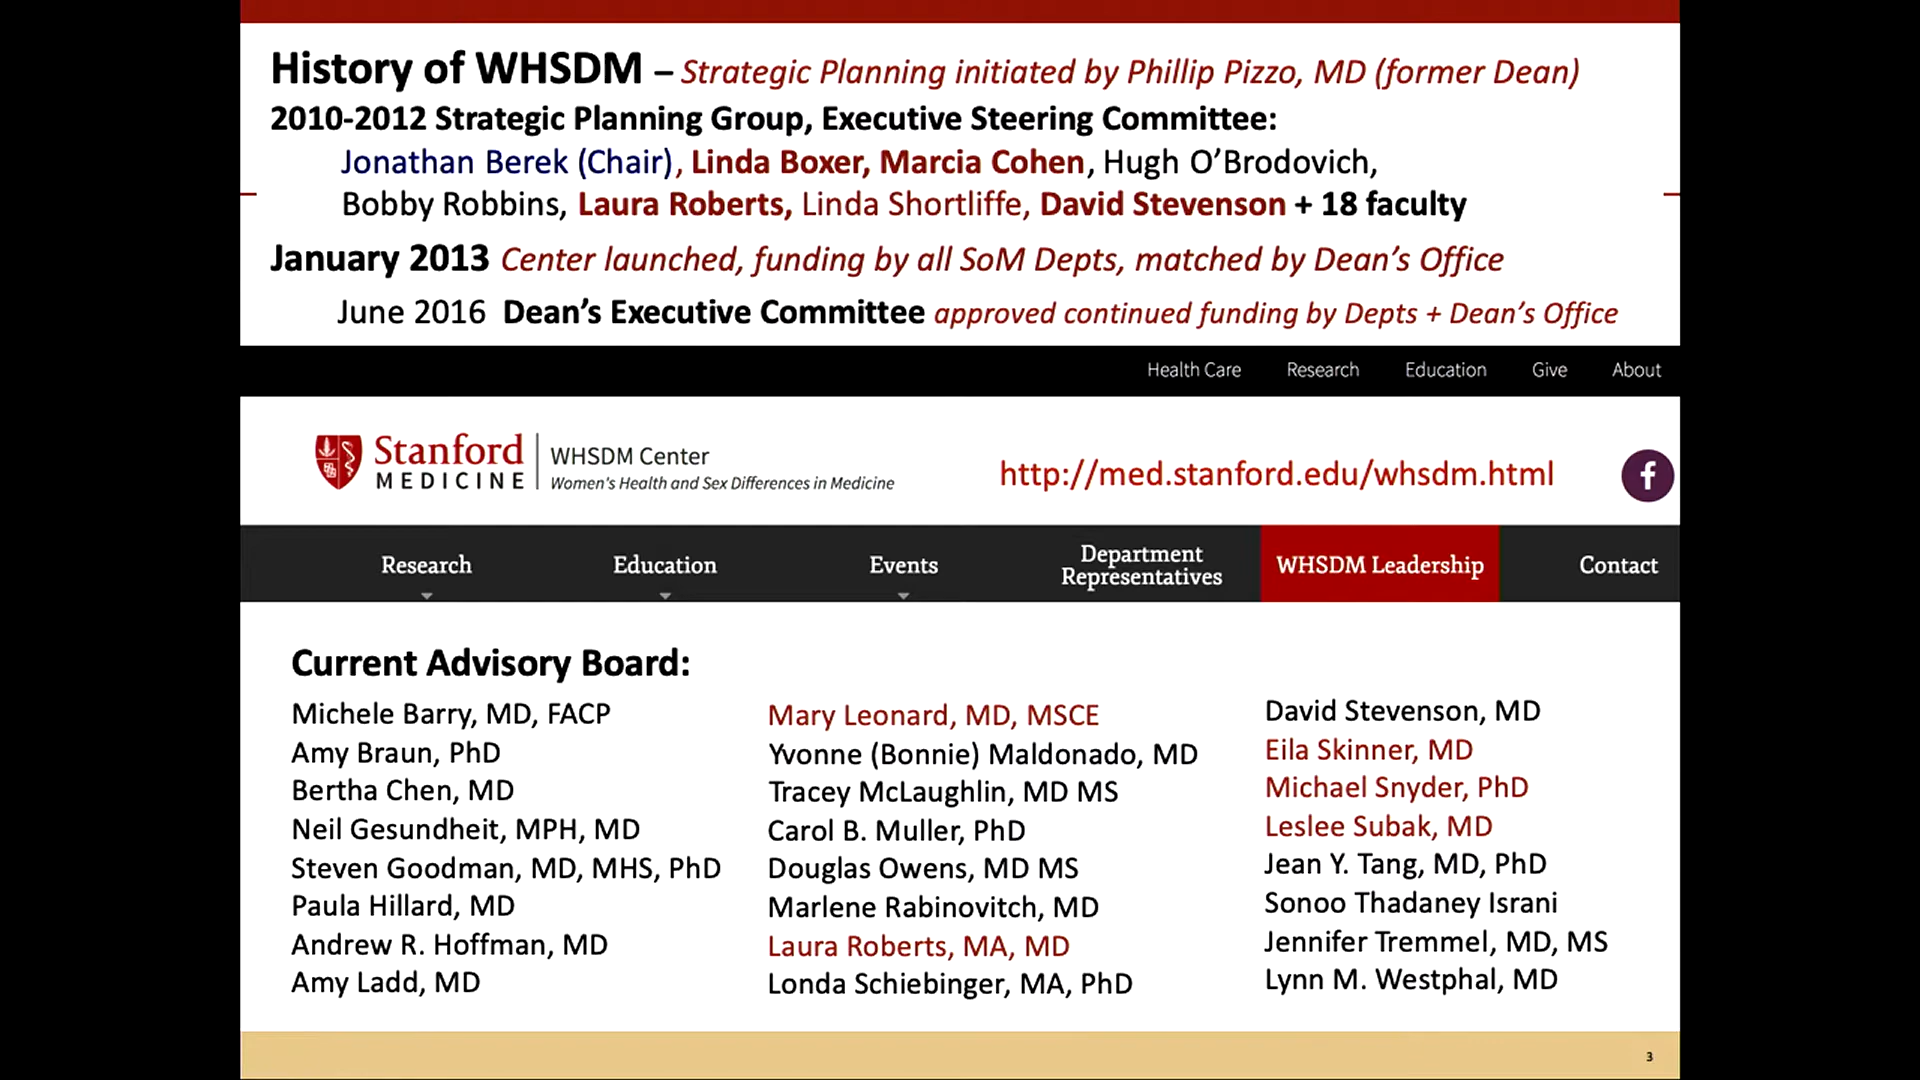 History of WHSDM – Strategic Planning initiated by Phillip Pizzo, MD (former Dean)
2010-2012 Strategic Planning Group, Executive Steering Committee:
Jonathan Berek (Chair), Linda Boxer, Marcia Cohen, Hugh O’Brodovich,
Bobby Robbins, Laura Roberts, Linda Shortliffe, David Stevenson + 18 faculty
January 2013 Center launched, funding by all SoM Depts, matched by Dean’s Office
June 2016 Dean’s Executive Committee approved continued funding by Depts + Dean’s Office
Health Care Research Education Give About
Stanford MEDICINE
WHSDM Center
Women’s Health and Sex Differences in Medicine
http://med.stanford.edu/whsdm.html
f
Research Education Events Department Representatives WHSDM Leadership Contact
Current Advisory Board:
Michele Barry, MD, FACP
Amy Braun, PhD
Bertha Chen, MD
Neil Gesundheit, MPH, MD
Steven Goodman, MD, MHS, PhD
Paula Hillard, MD
Andrew R. Hoffman, MD
Amy Ladd, MD
Mary Leonard, MD, MSCE
Yvonne (Bonnie) Maldonado, MD
Tracey McLaughlin, MD MS
Carol B. Muller, PhD
Douglas Owens, MD MS
Marlene Rabinovitch, MD
Laura Roberts, MA, MD
Londa Schiebinger, MA, PhD
David Stevenson, MD
Eila Skinner, MD
Michael Snyder, PhD
Leslee Subak, MD
Jean Y. Tang, MD, PhD
Sonoo Thadaney Israni
Jennifer Tremmel, MD, MS
Lynn M. Westphal, MD
3